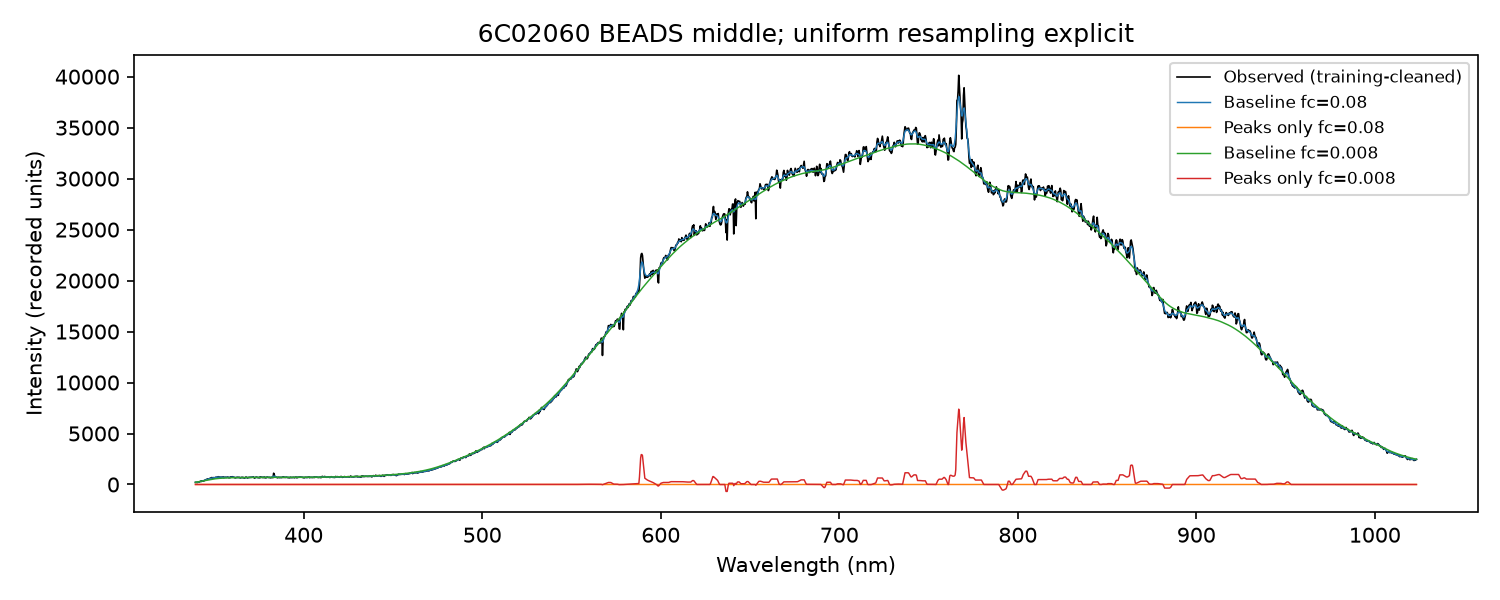 6C02060 BEADS middle; uniform resampling explicit
Intensity (recorded units)
40000
35000
30000
25000
20000
15000
10000
5000
0
Observed (training-cleaned)
Baseline fc=0.08
Peaks only fc=0.08
Baseline fc=0.008
Peaks only fc=0.008
400 500 600 700 800 900 1000
Wavelength (nm)